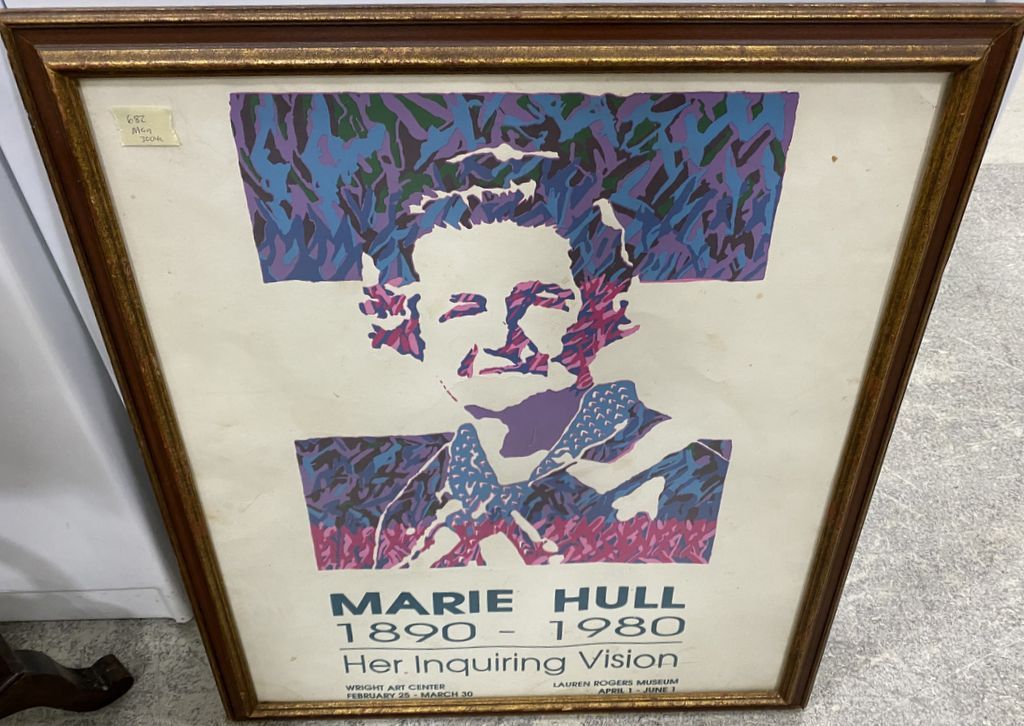 682
MARIE HULL
1890 - 1980
Her Inquiring Vision
WRIGHT ART CENTER
FEBRUARY 25 - MARCH 30
LAUREN ROGERS MUSEUM
APRIL 1 - JUNE 1